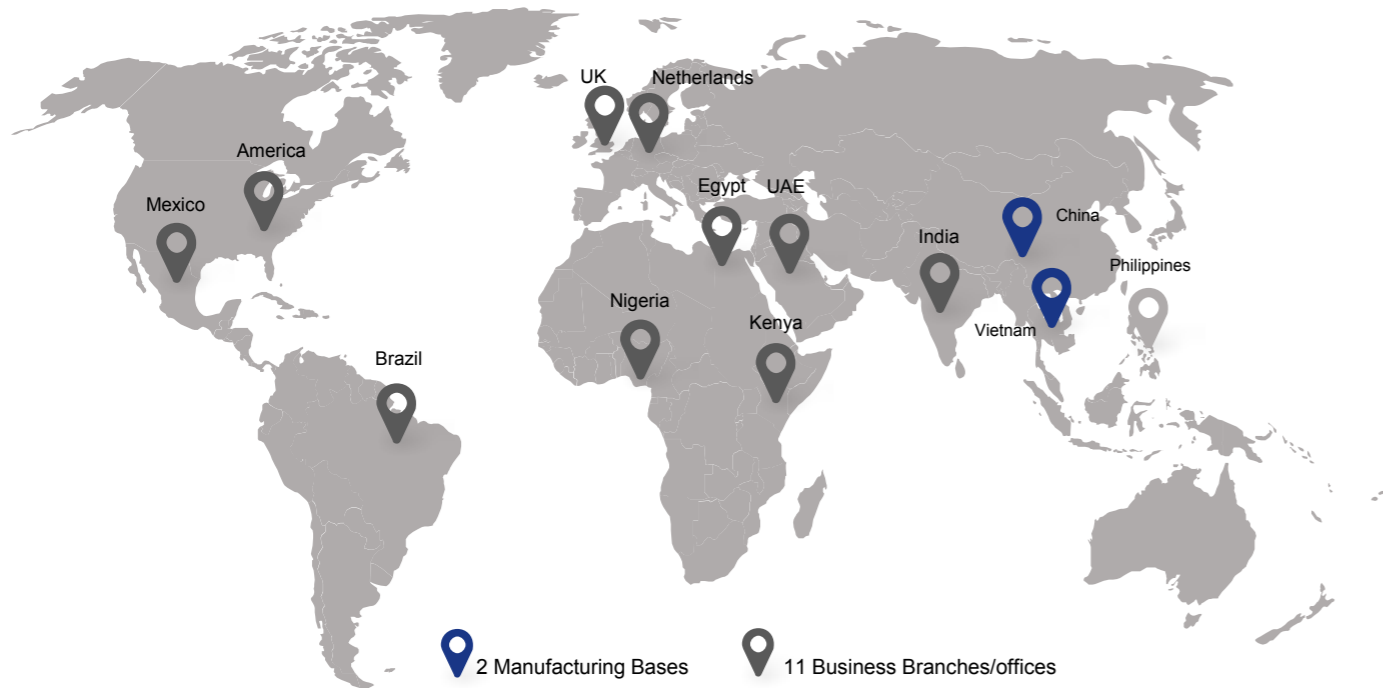 UK
Netherlands
America
Mexico
Egypt
UAE
China
India
Philippines
Nigeria
Kenya
Vietnam
Brazil
2 Manufacturing Bases
11 Business Branches/offices